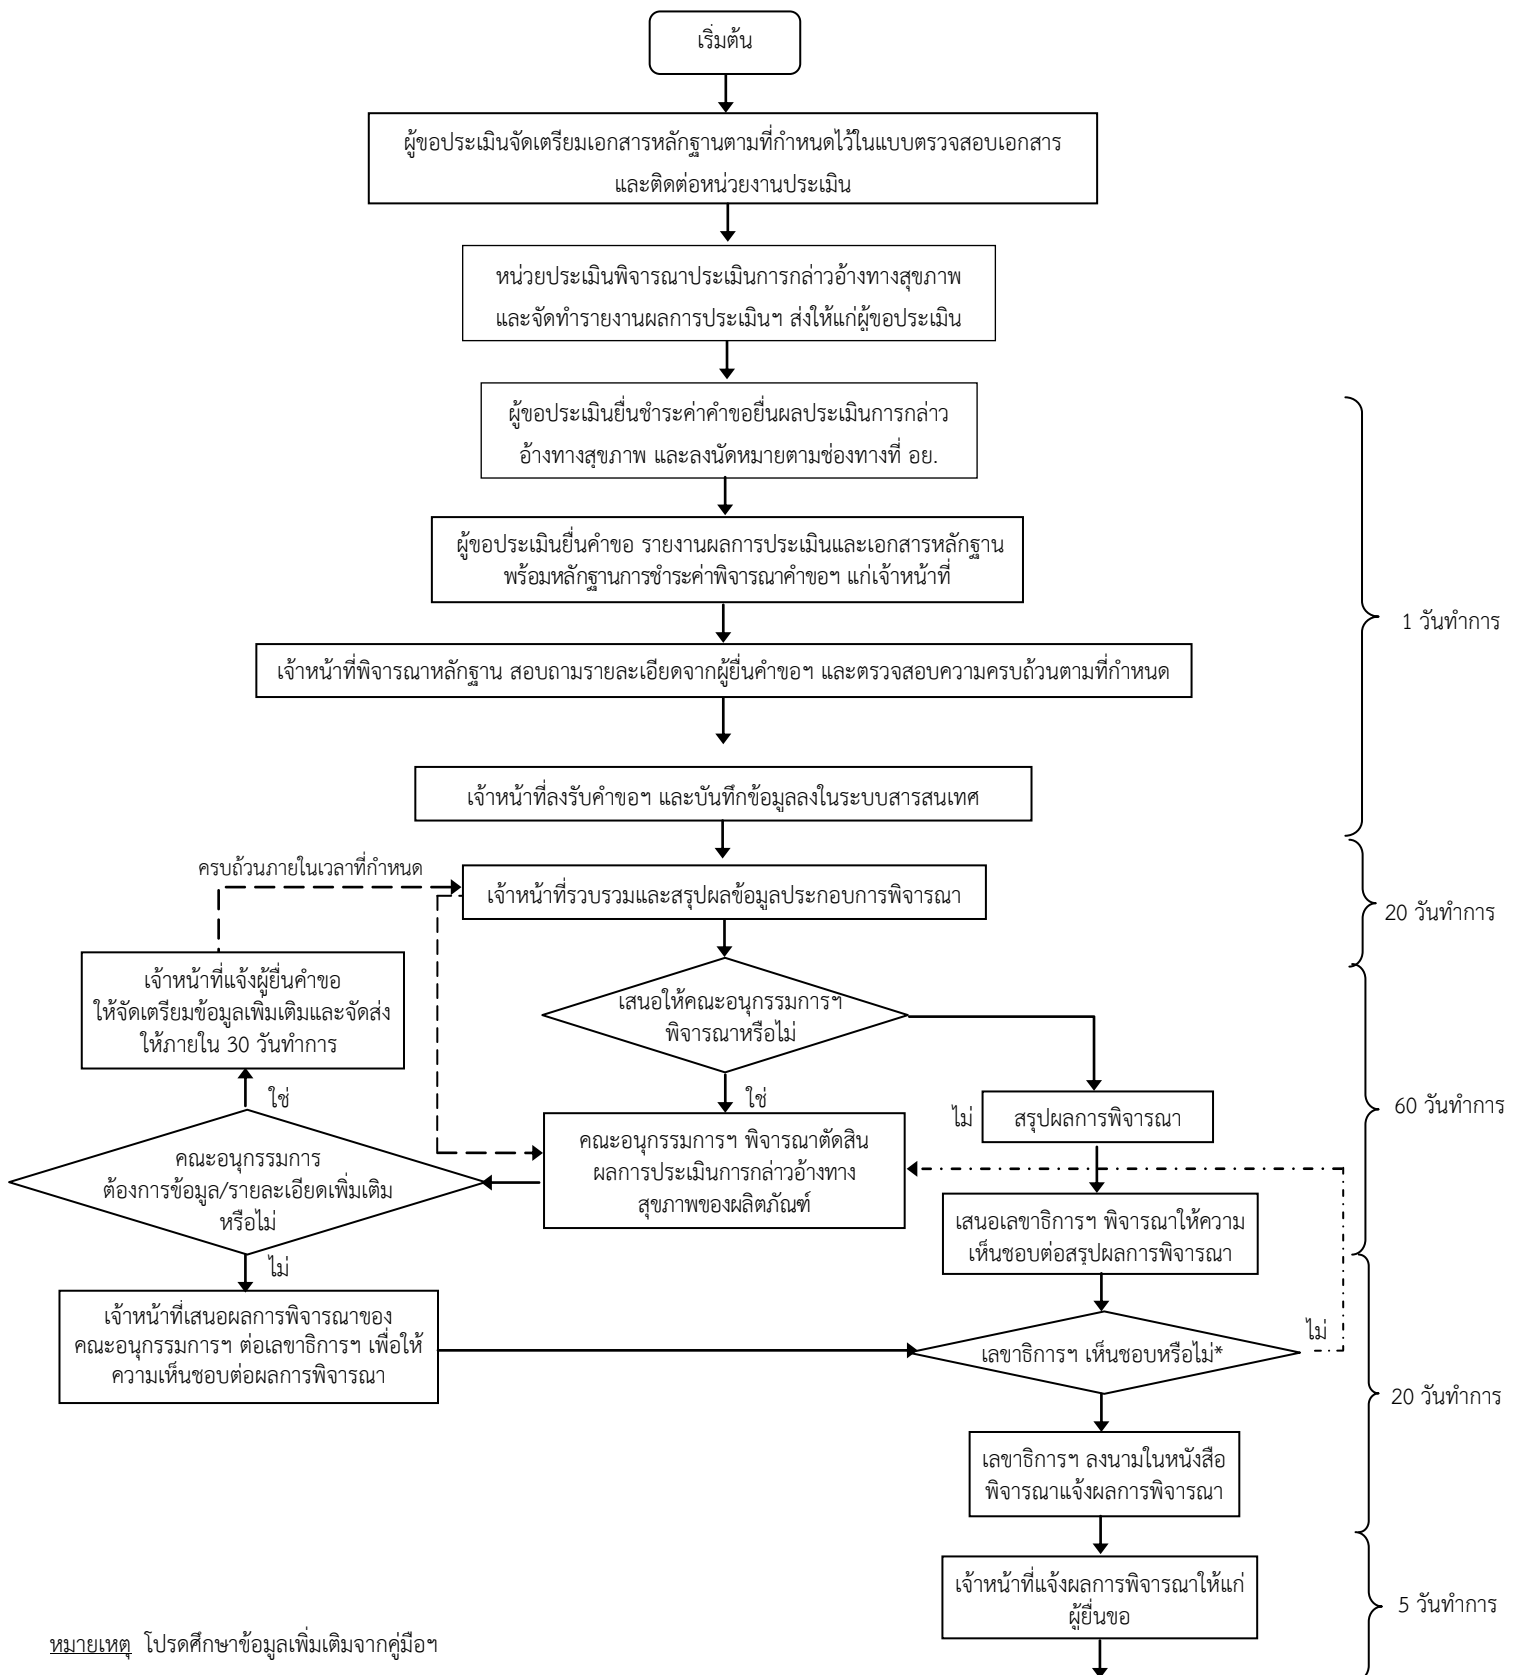 เริ่มต้น
ผู้ขอประเมินจัดเตรียมเอกสารหลักฐานตามที่กำหนดไว้ในแบบตรวจสอบเอกสาร
และติดต่อหน่วยงานประเมิน
หน่วยประเมินพิจารณาประเมินการกล่าวอ้างทางสุขภาพ
และจัดทำรายงานผลการประเมินฯ ส่งให้แก่ผู้ขอประเมิน
ผู้ขอประเมินยื่นชำระค่าคำขอยื่นผลประเมินการกล่าว
อ้างทางสุขภาพ และลงนัดหมายตามช่องทางที่ อย.
ผู้ขอประเมินยื่นคำขอ รายงานผลการประเมินและเอกสารหลักฐาน
พร้อมหลักฐานการชำระค่าพิจารณาคำขอฯ แก่เจ้าหน้าที่
1 วันทำการ
เจ้าหน้าที่พิจารณาหลักฐาน สอบถามรายละเอียดจากผู้ยื่นคำขอฯ และตรวจสอบความครบถ้วนตามที่กำหนด
เจ้าหน้าที่ลงรับคำขอฯ และบันทึกข้อมูลลงในระบบสารสนเทศ
ครบถ้วนภายในเวลาที่กำหนด
เจ้าหน้าที่รวบรวมและสรุปผลข้อมูลประกอบการพิจารณา
20 วันทำการ
เจ้าหน้าที่แจ้งผู้ยื่นคำขอ
ให้จัดเตรียมข้อมูลเพิ่มเติมและจัดส่ง
ให้ภายใน 30 วันทำการ
เสนอให้คณะอนุกรรมการฯ
พิจารณาหรือไม่
ใช่
ใช่
ไม่
สรุปผลการพิจารณา
60 วันทำการ
คณะอนุกรรมการ
ต้องการข้อมูล/รายละเอียดเพิ่มเติม
หรือไม่
คณะอนุกรรมการฯ พิจารณาตัดสิน
ผลการประเมินการกล่าวอ้างทาง
สุขภาพของผลิตภัณฑ์
เสนอเลขาธิการฯ พิจารณาให้ความ
เห็นชอบต่อสรุปผลการพิจารณา
ไม่
เจ้าหน้าที่เสนอผลการพิจารณาของ
คณะอนุกรรมการฯ ต่อเลขาธิการฯ เพื่อให้
ความเห็นชอบต่อผลการพิจารณา
เลขาธิการฯ เห็นชอบหรือไม่*
ไม่
20 วันทำการ
เลขาธิการฯ ลงนามในหนังสือ
พิจารณาแจ้งผลการพิจารณา
เจ้าหน้าที่แจ้งผลการพิจารณาให้แก่
ผู้ยื่นขอ
5 วันทำการ
หมายเหตุ โปรดศึกษาข้อมูลเพิ่มเติมจากคู่มือฯ